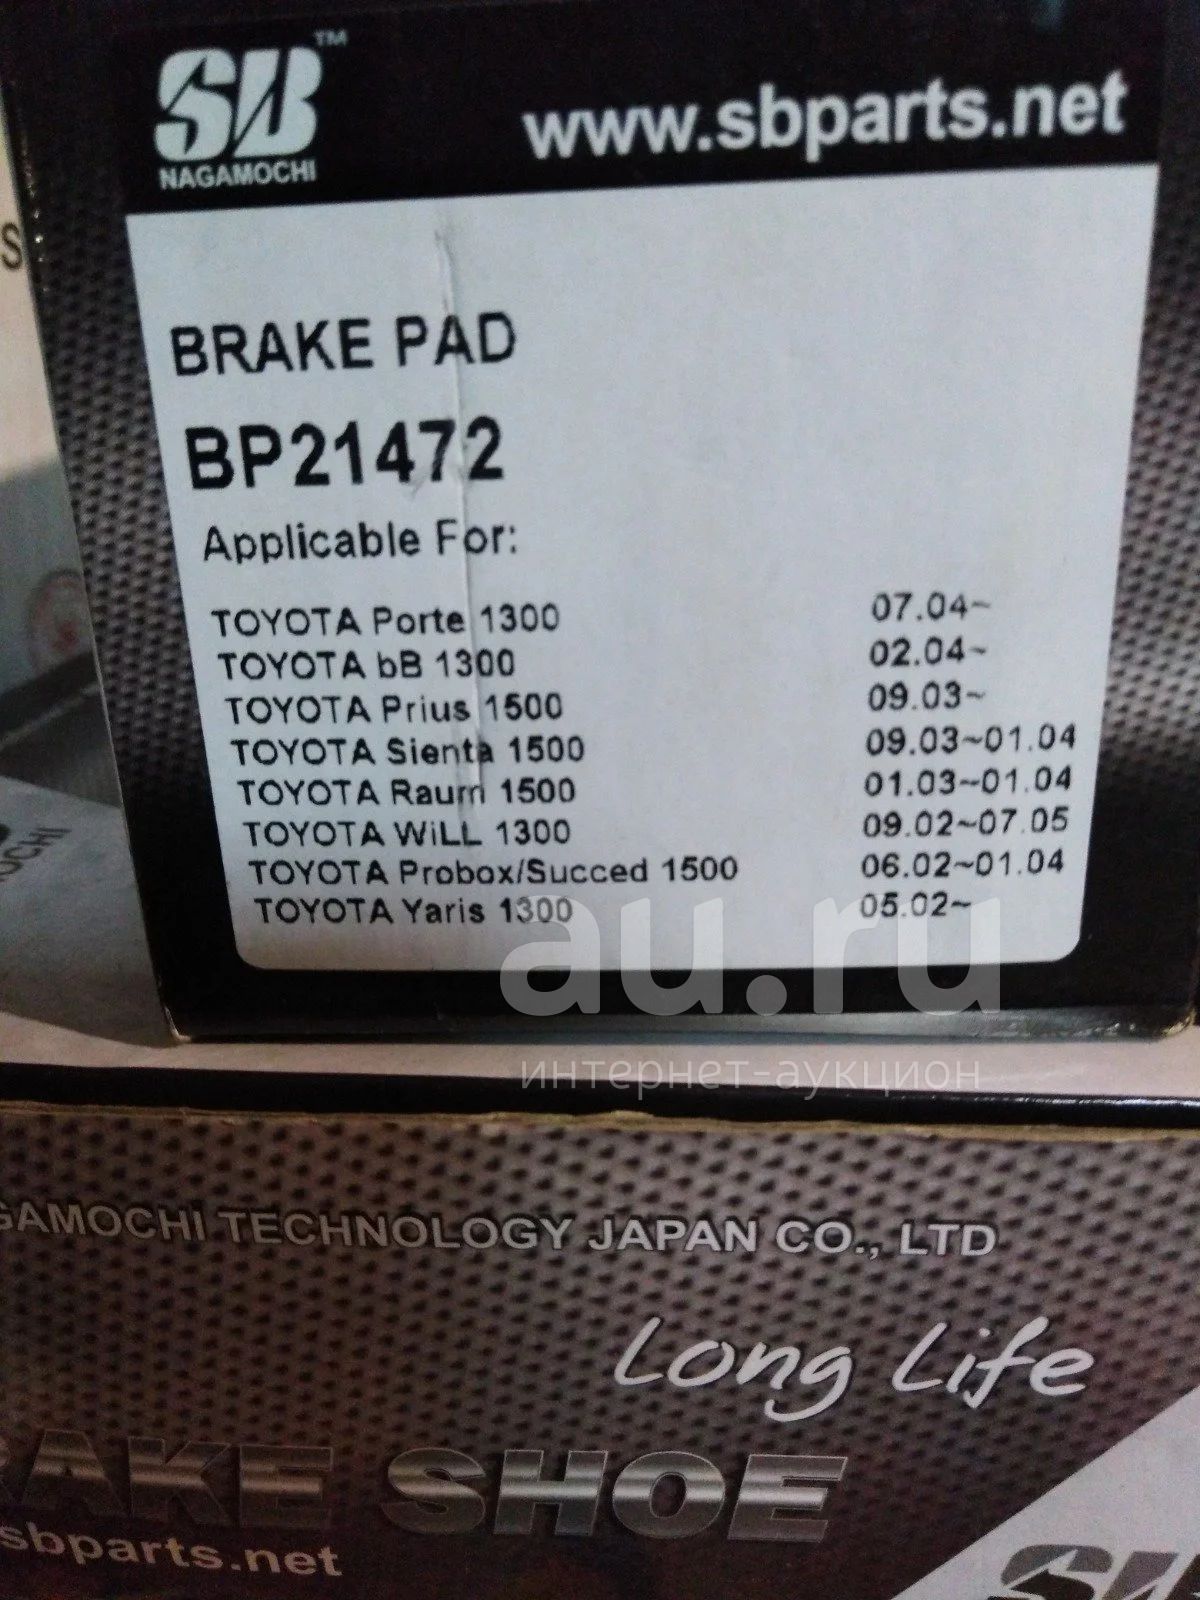 SB™
NAGAMOCHI
www.sbparts.net
S
BRAKE PAD
BP21472
Applicable For:
TOYOTA Porte 1300 07.04~
TOYOTA bB 1300 02.04~
TOYOTA Prius 1500 09.03~
TOYOTA Sienta 1500 09.03~01.04
TOYOTA Raum 1500 01.03~01.04
TOYOTA WiLL 1300 09.02~07.05
TOYOTA Probox/Succed 1500 06.02~01.04
TOYOTA Yaris 1300 05.02~
au.ru
интернет-аукцион
OCHI
GAMOCHI TECHNOLOGY JAPAN CO., LTD
Long Life
RAKE SHOE
sbparts.net
SB